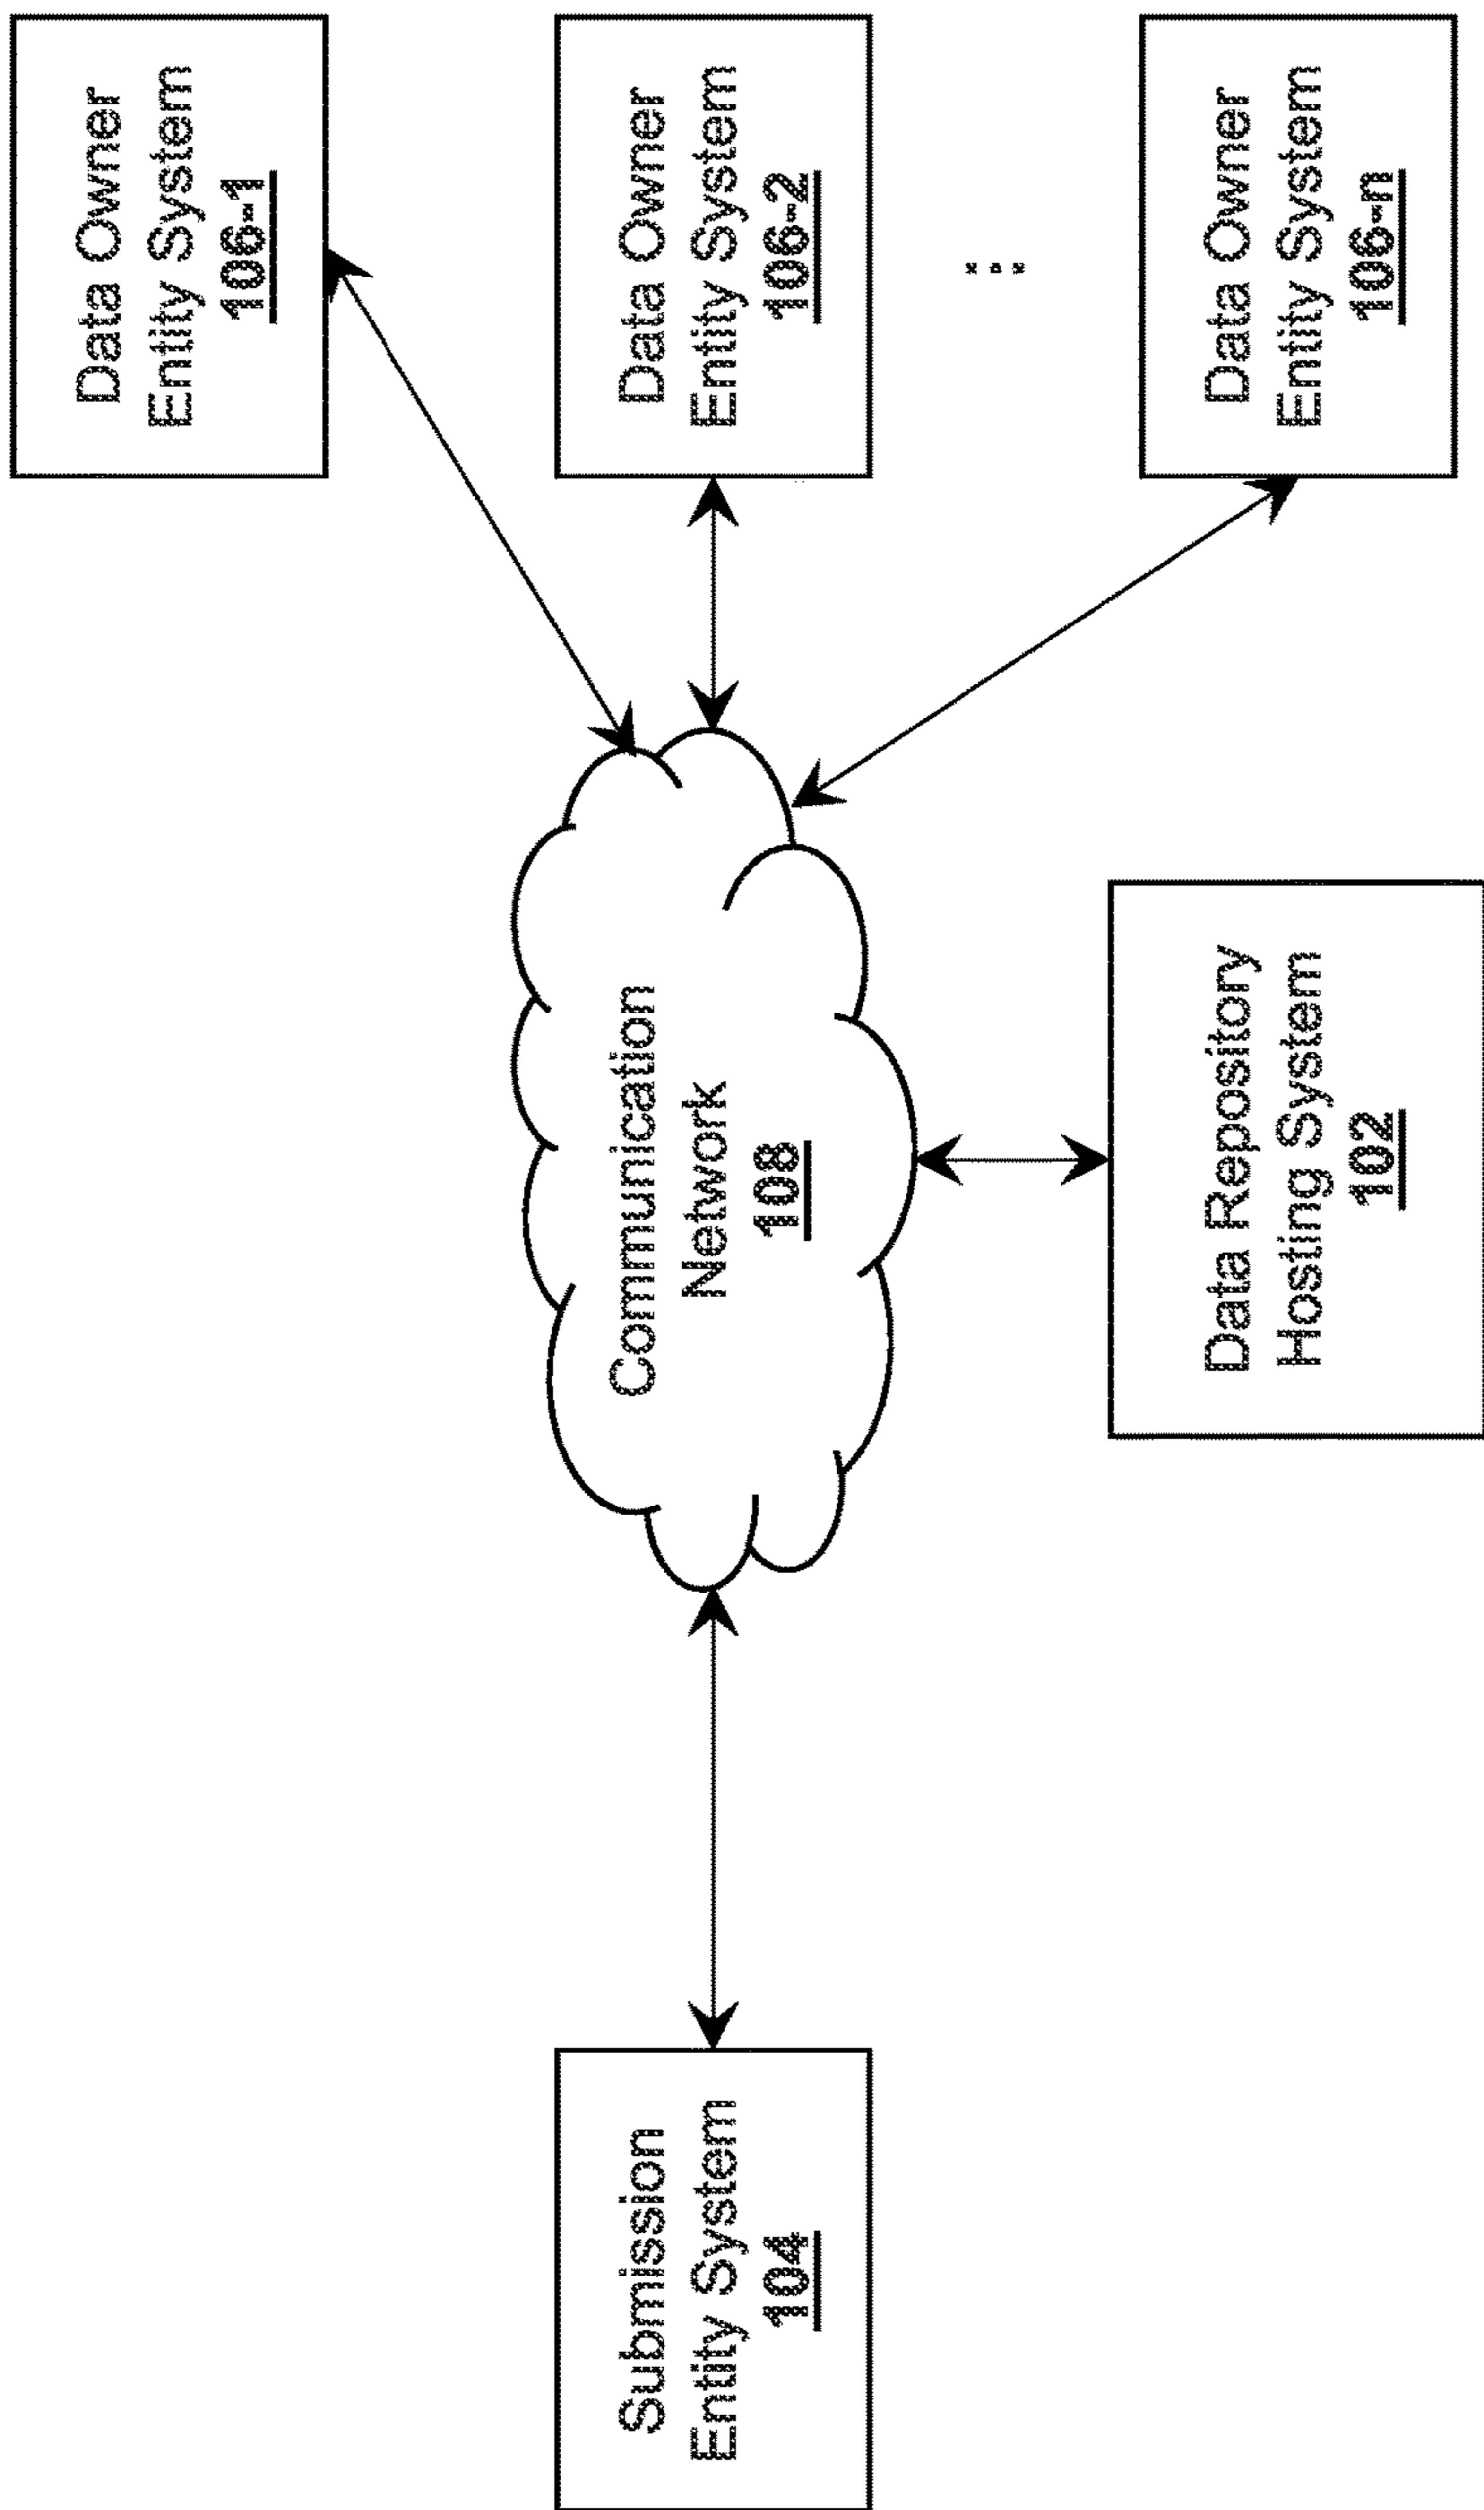 Data Owner
Entity System
106-1
Data Owner
Entity System
106-2
...
Data Owner
Entity System
106-n
Communication
Network
108
Data Repository
Hosting System
102
Submission
Entity System
104